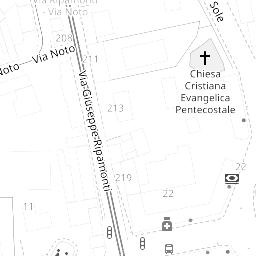 Via Ripamonti
- Via Noto
Sole
208
Via Noto
211
Noto
Chiesa
Cristiana
Evangelica
Pentecostale
213
Via Giuseppe Ripamonti
22
219
22
11